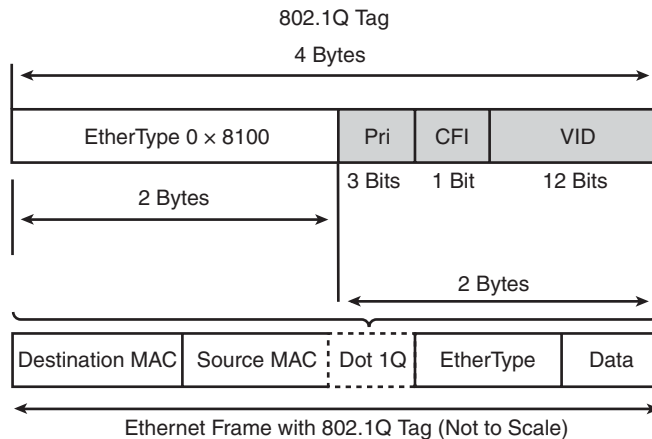 802.1Q Tag
4 Bytes
EtherType 0 × 8100 Pri CFI VID
3 Bits 1 Bit 12 Bits
2 Bytes
2 Bytes
Destination MAC Source MAC Dot 1Q EtherType Data
Ethernet Frame with 802.1Q Tag (Not to Scale)